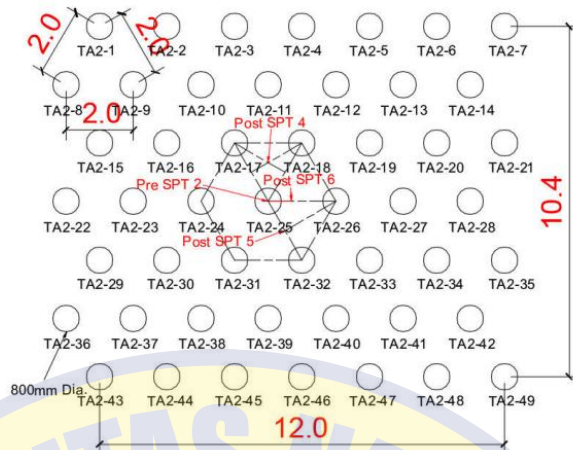 2.0
2.0
TA2-1 TA2-2 TA2-3 TA2-4 TA2-5 TA2-6 TA2-7
TA2-8 TA2-9 TA2-10 TA2-11 TA2-12 TA2-13 TA2-14
2.0
Post SPT 4
TA2-15 TA2-16 TA2-17 TA2-18 TA2-19 TA2-20 TA2-21
Pre SPT 2
Post SPT 6
10.4
TA2-22 TA2-23 TA2-24 TA2-25 TA2-26 TA2-27 TA2-28
Post SPT 5
TA2-29 TA2-30 TA2-31 TA2-32 TA2-33 TA2-34 TA2-35
TA2-36 TA2-37 TA2-38 TA2-39 TA2-40 TA2-41 TA2-42
800mm Dia.
TA2-43 TA2-44 TA2-45 TA2-46 TA2-47 TA2-48 TA2-49
12.0